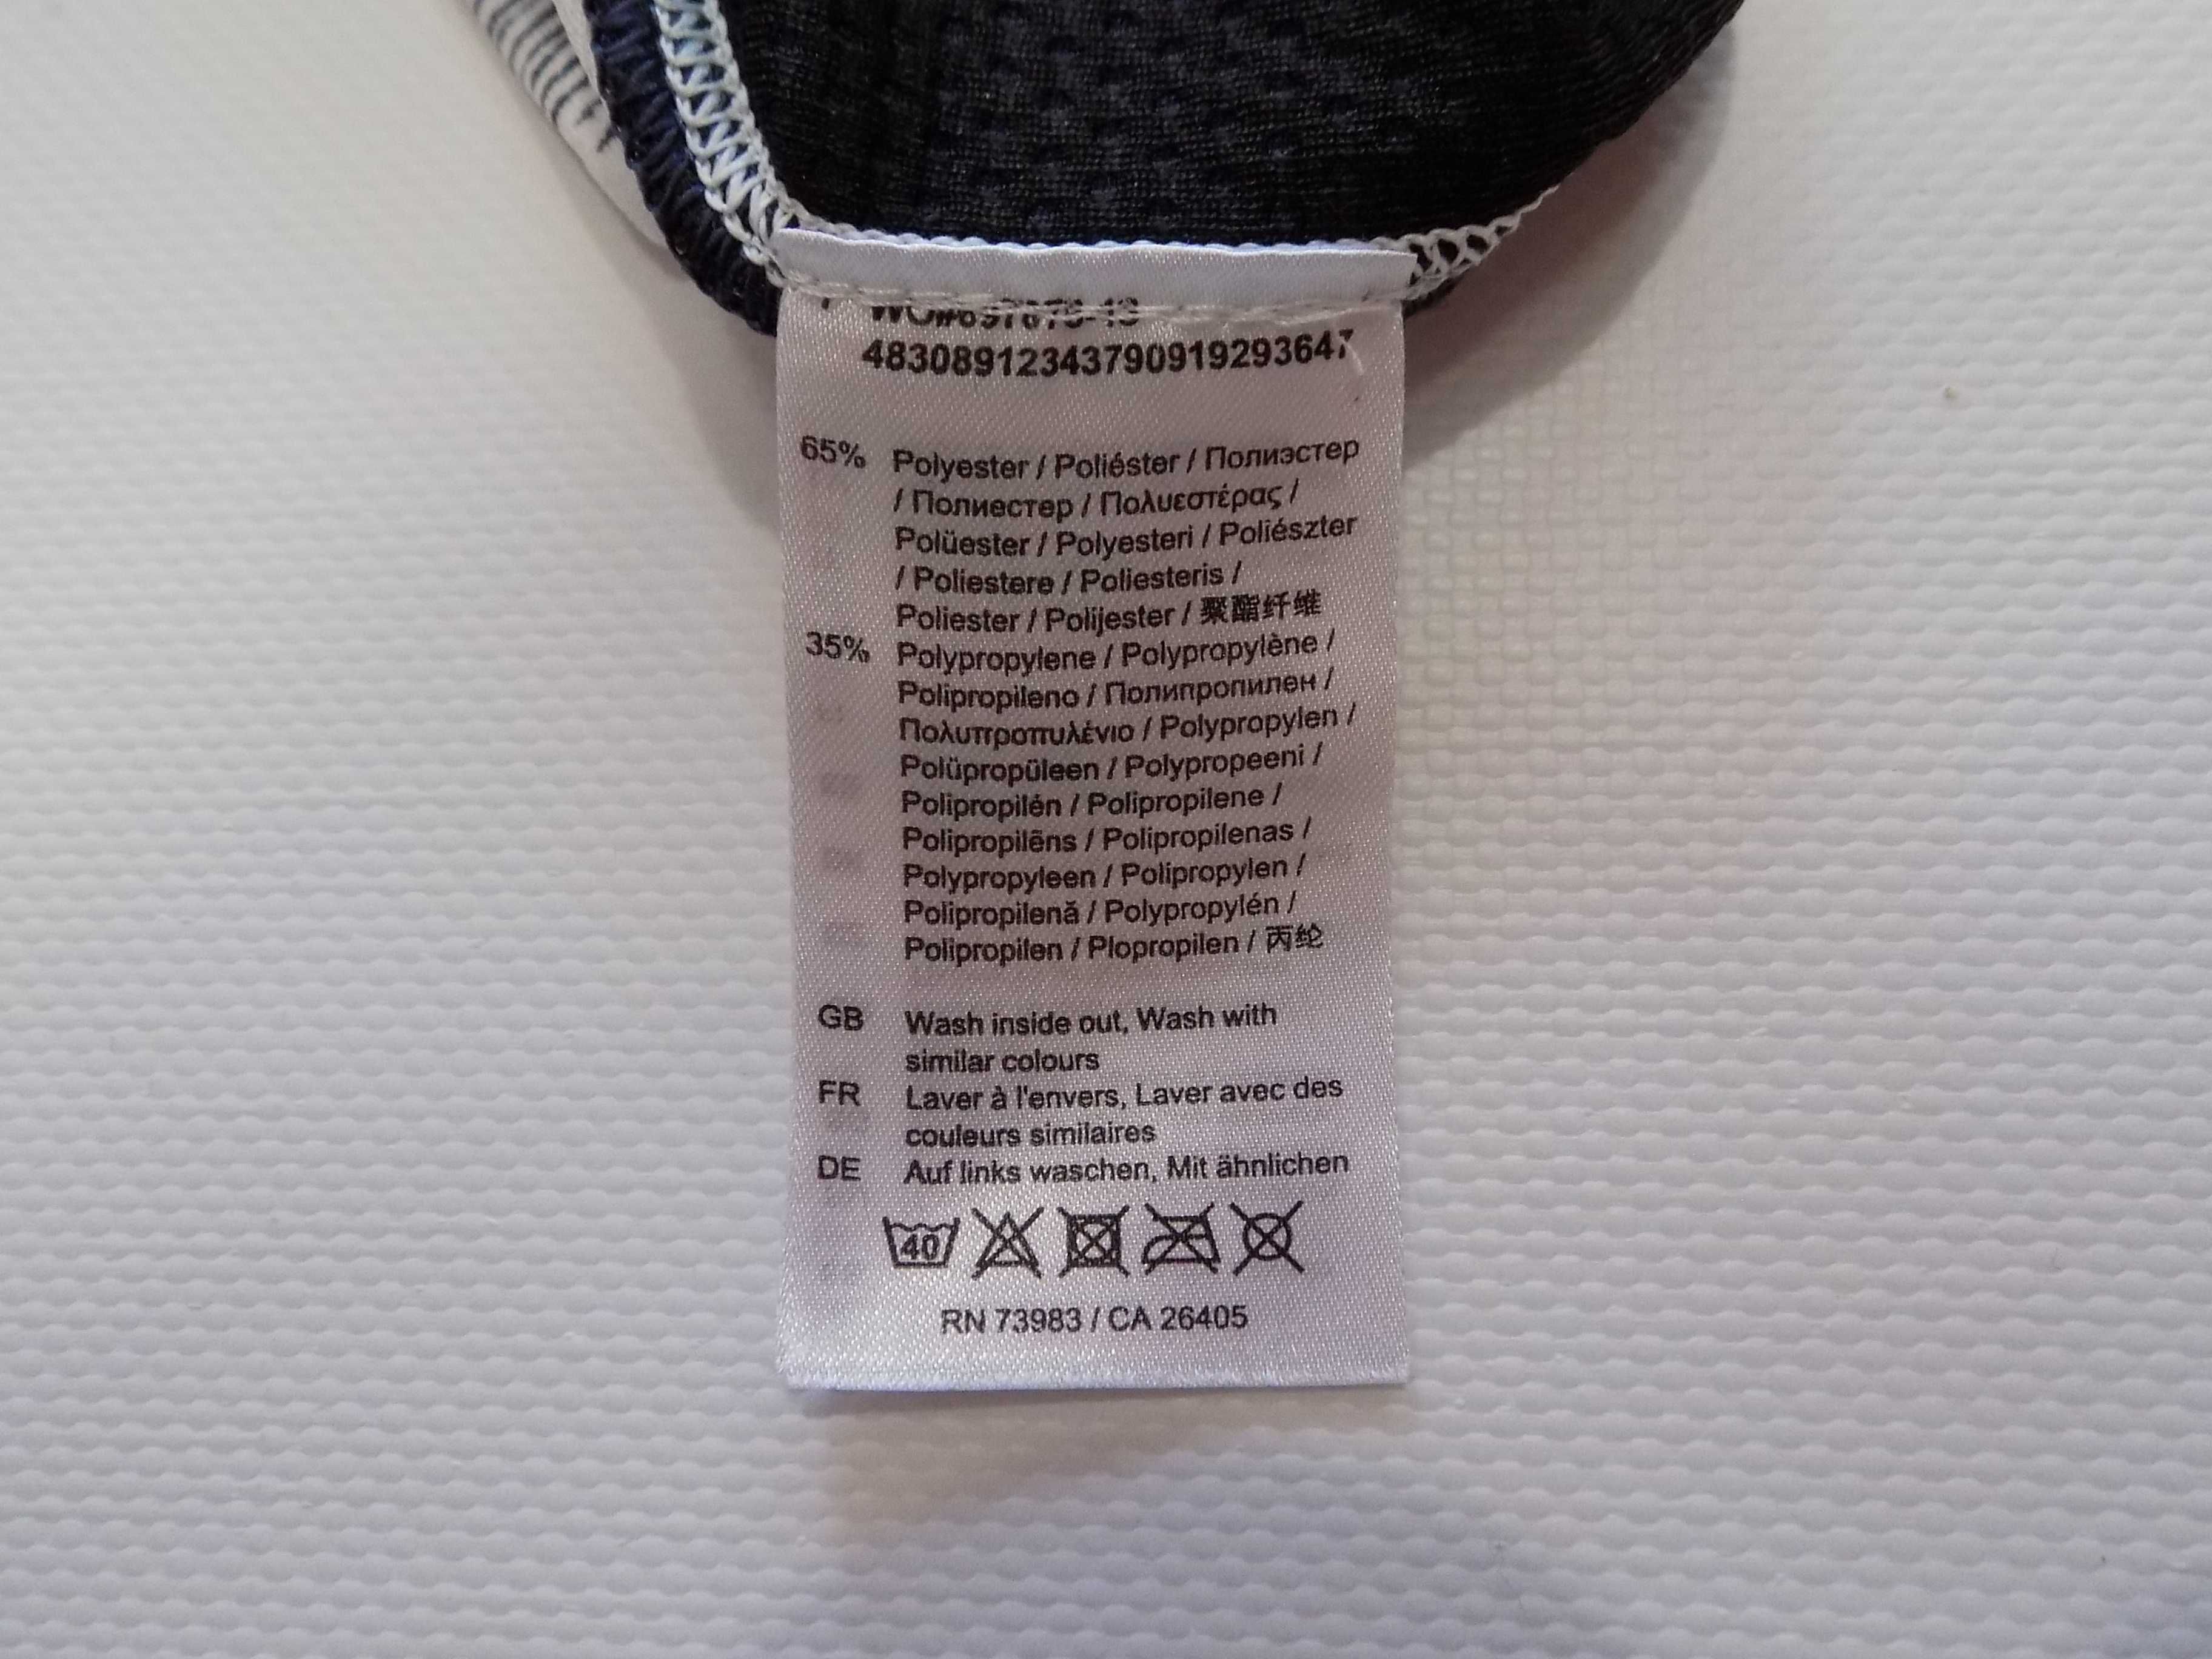 48308912343790919293647
65% Polyester / Poliéster / Полиэстер
/ Полиестер / Πολυεστέρας /
Polüester / Polyesteri / Poliészter
/ Poliestere / Poliesteris /
Poliester / Polijester / 聚酯纤维
35% Polypropylene / Polypropylène /
Polipropileno / Полипропилен /
Πολυπροπυλένιο / Polypropylen /
Polüpropüleen / Polypropeeni /
Polipropilén / Polipropilene /
Polipropilēns / Polipropilenas /
Polypropyleen / Polipropylen /
Polipropilenă / Polypropylén /
Polipropilen / Plopropilen / 丙纶
GB Wash inside out, Wash with
similar colours
FR Laver à l'envers, Laver avec des
couleurs similaires
DE Auf links waschen, Mit ähnlichen
40
RN 73983 / CA 26405